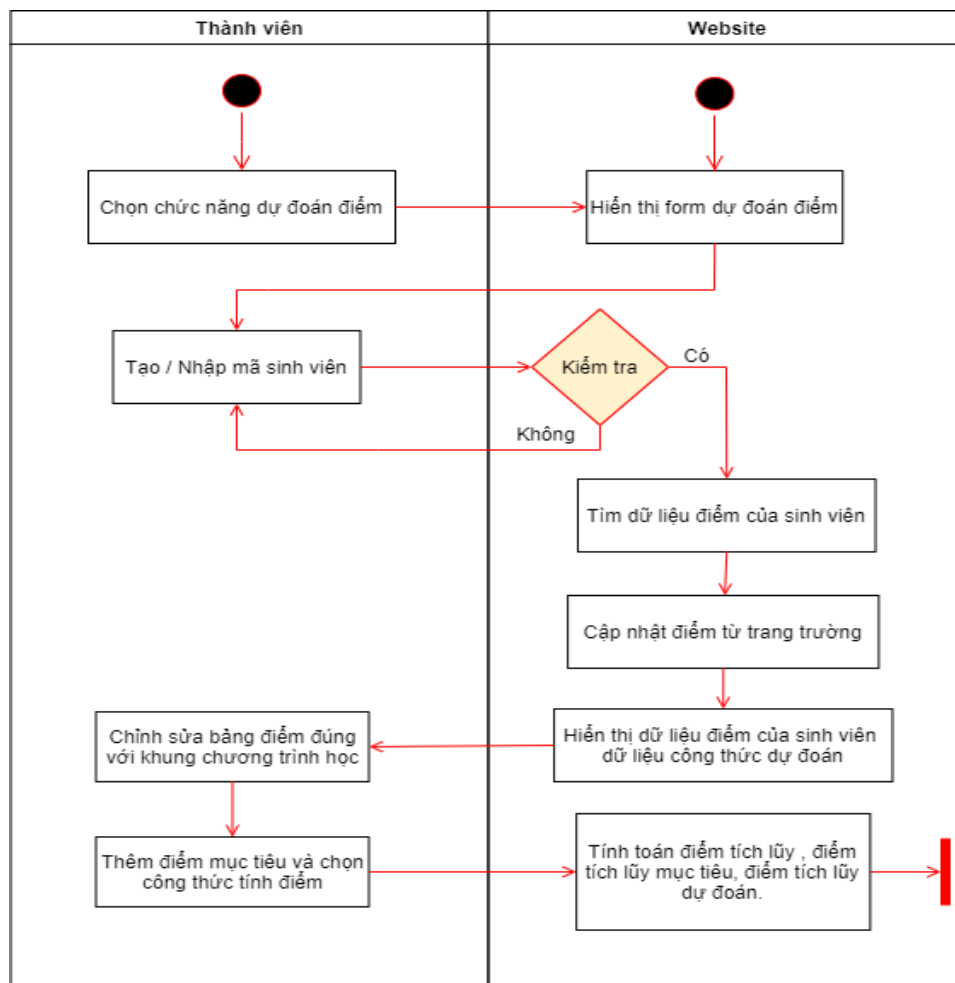 Thành viên
Website
Chọn chức năng dự đoán điểm
Hiển thị form dự đoán điểm
Tạo / Nhập mã sinh viên
Kiểm tra
Có
Không
Tìm dữ liệu điểm của sinh viên
Cập nhật điểm từ trang trường
Hiển thị dữ liệu điểm của sinh viên
dữ liệu công thức dự đoán
Chỉnh sửa bảng điểm đúng
với khung chương trình học
Thêm điểm mục tiêu và chọn
công thức tính điểm
Tính toán điểm tích lũy , điểm
tích lũy mục tiêu, điểm tích lũy
dự đoán.